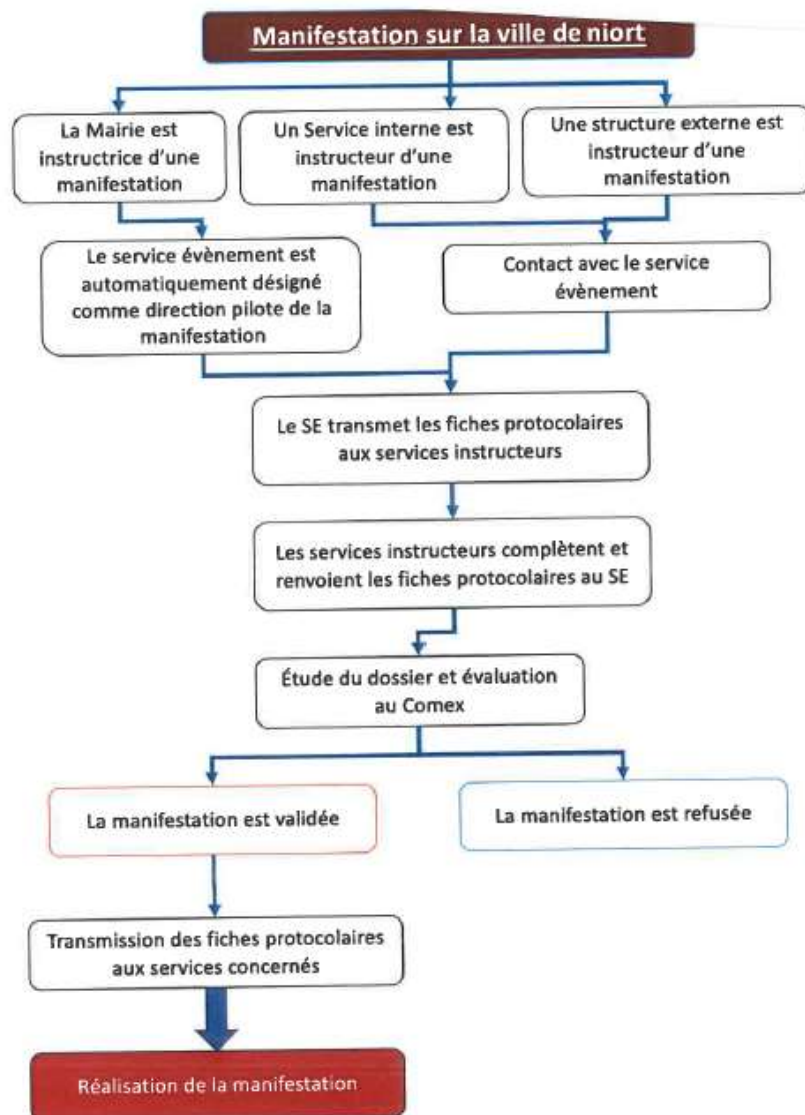 Manifestation sur la ville de niort
La Mairie est
instructrice d'une
manifestation
Un Service interne est
instructeur d'une
manifestation
Une structure externe est
instructeur d'une
manifestation
Le service évènement est
automatiquement désigné
comme direction pilote de la
manifestation
Contact avec le service
évènement
Le SE transmet les fiches protocolaires
aux services instructeurs
Les services instructeurs complètent et
renvoient les fiches protocolaires au SE
Étude du dossier et évaluation
au Comex
La manifestation est validée
La manifestation est refusée
Transmission des fiches protocolaires
aux services concernés
Réalisation de la manifestation